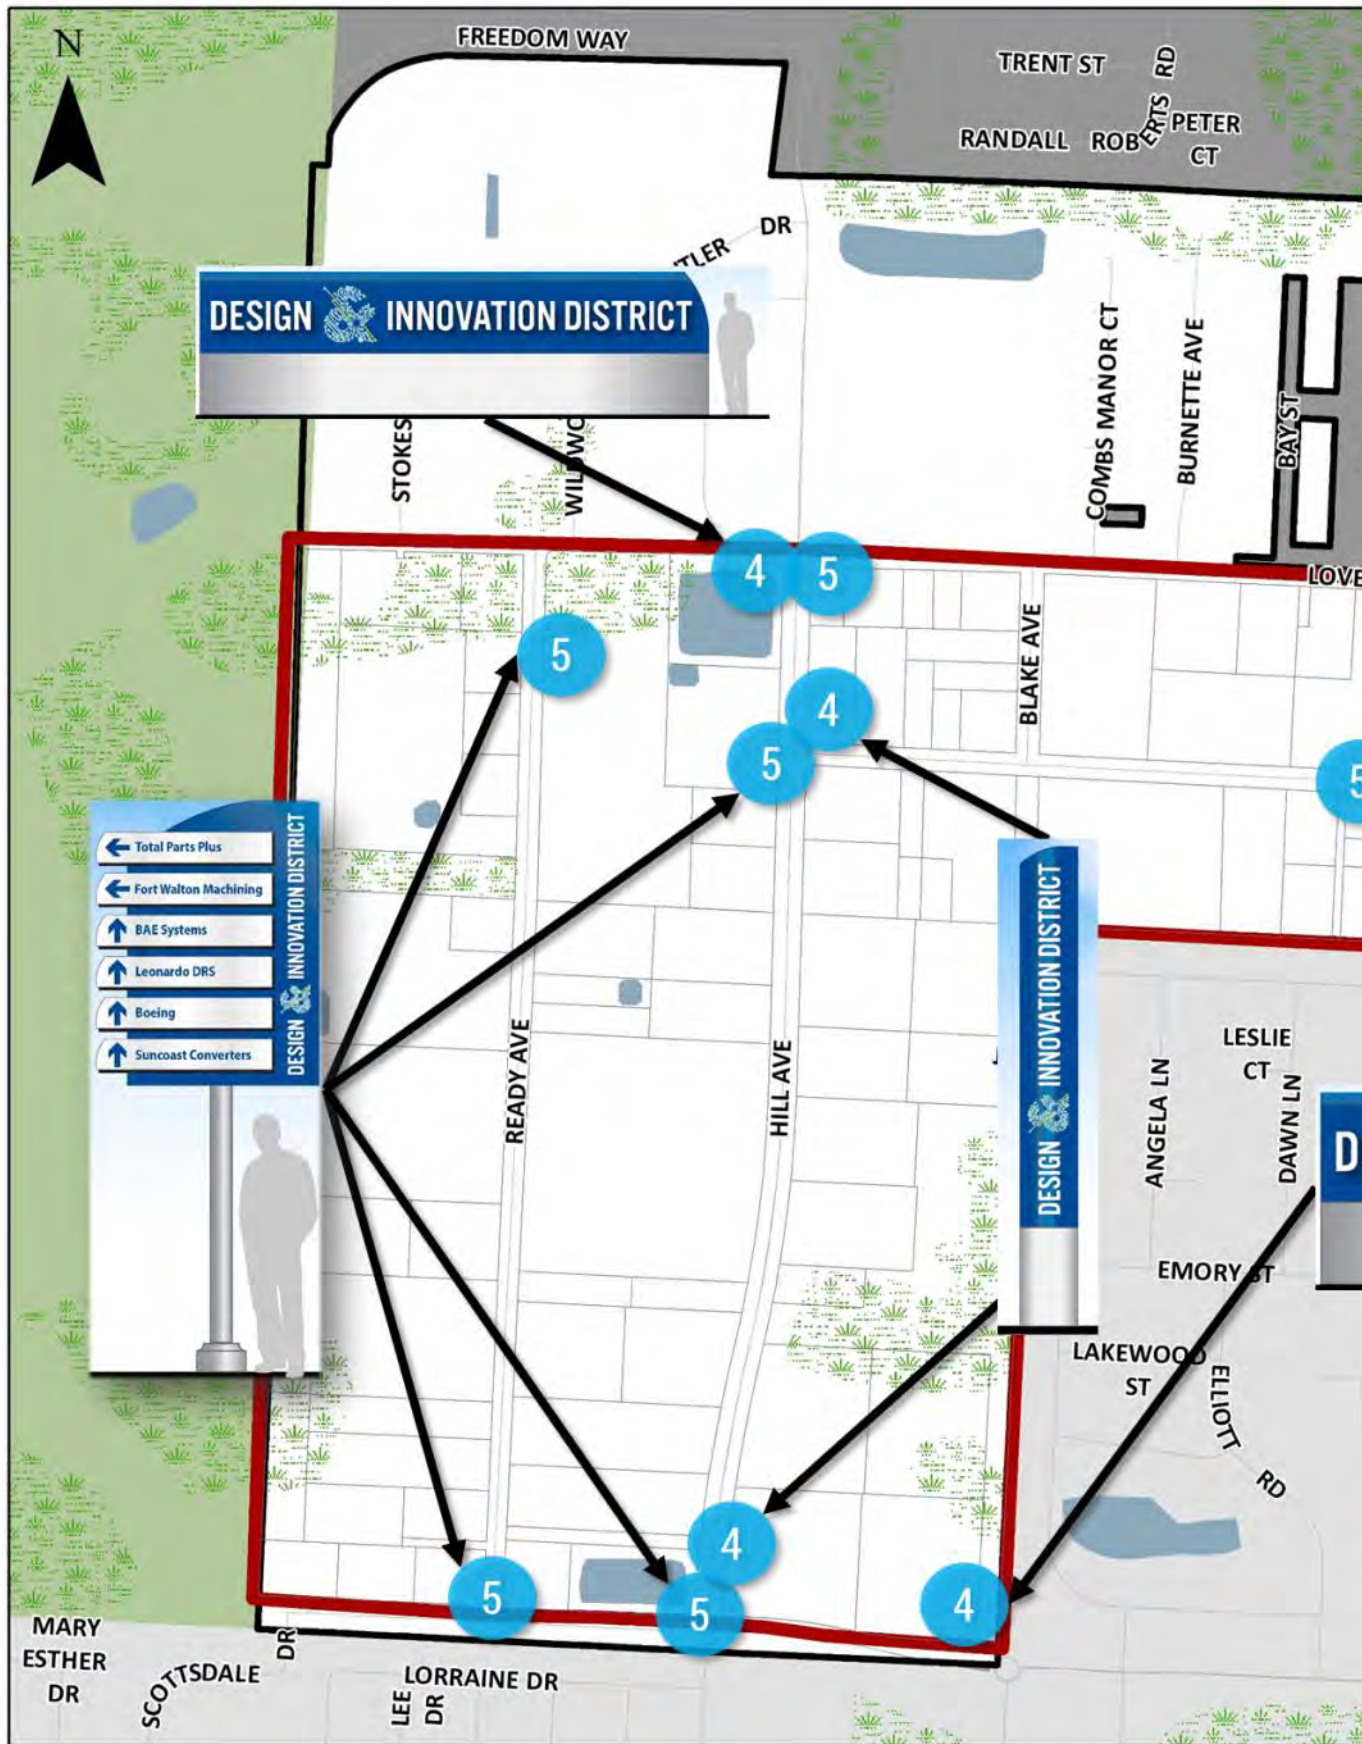 N
FREEDOM WAY
TRENT ST
ROBERTS RD
RANDALL
PETER
CT
DR
DESIGN & INNOVATION DISTRICT
STOKES
COMBS MANOR CT
BURNETTE AVE
BAY ST
4
5
LOVE
5
BLAKE AVE
4
5
5
Total Parts Plus
Fort Walton Machining
BAE Systems
Leonardo DRS
Boeing
Suncoast Converters
DESIGN & INNOVATION DISTRICT
DESIGN & INNOVATION DISTRICT
READY AVE
HILL AVE
ANGELA LN
LESLIE
CT
DAWN LN
D
EMORY ST
LAKEWOOD
ST
ELLIOTT
RD
4
5
5
4
MARY
ESTHER
DR
SCOTTSDALE
DR
LORRAINE DR
LEE
DR